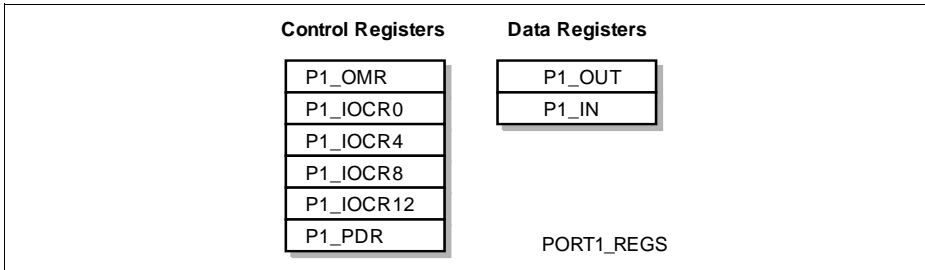 Control Registers
P1_OMR
P1_IOCR0
P1_IOCR4
P1_IOCR8
P1_IOCR12
P1_PDR
Data Registers
P1_OUT
P1_IN
PORT1_REGS